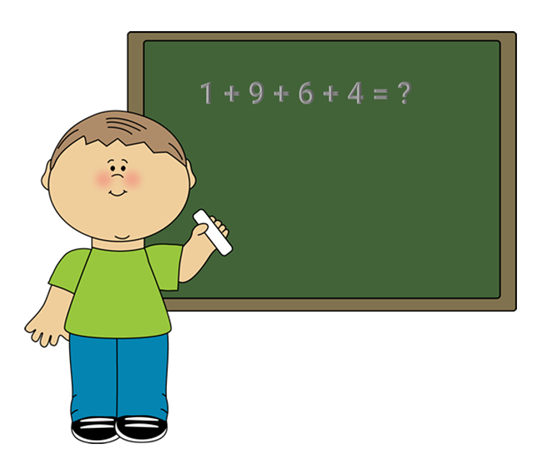 1 + 9 + 6 + 4 = ?